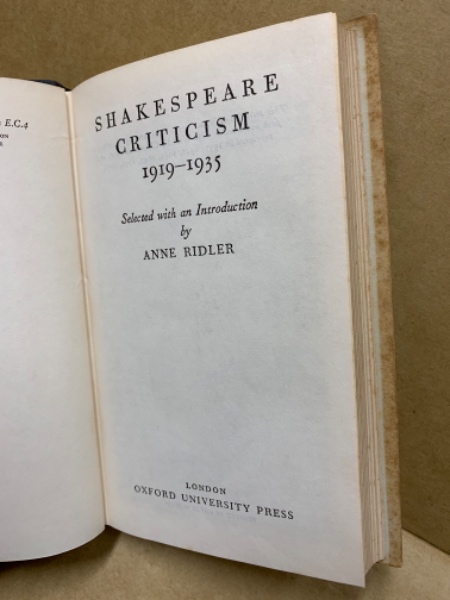 E.C.4
SHAKESPEARE
CRITICISM
1919–1935
Selected with an Introduction
by
ANNE RIDLER
LONDON
OXFORD UNIVERSITY PRESS